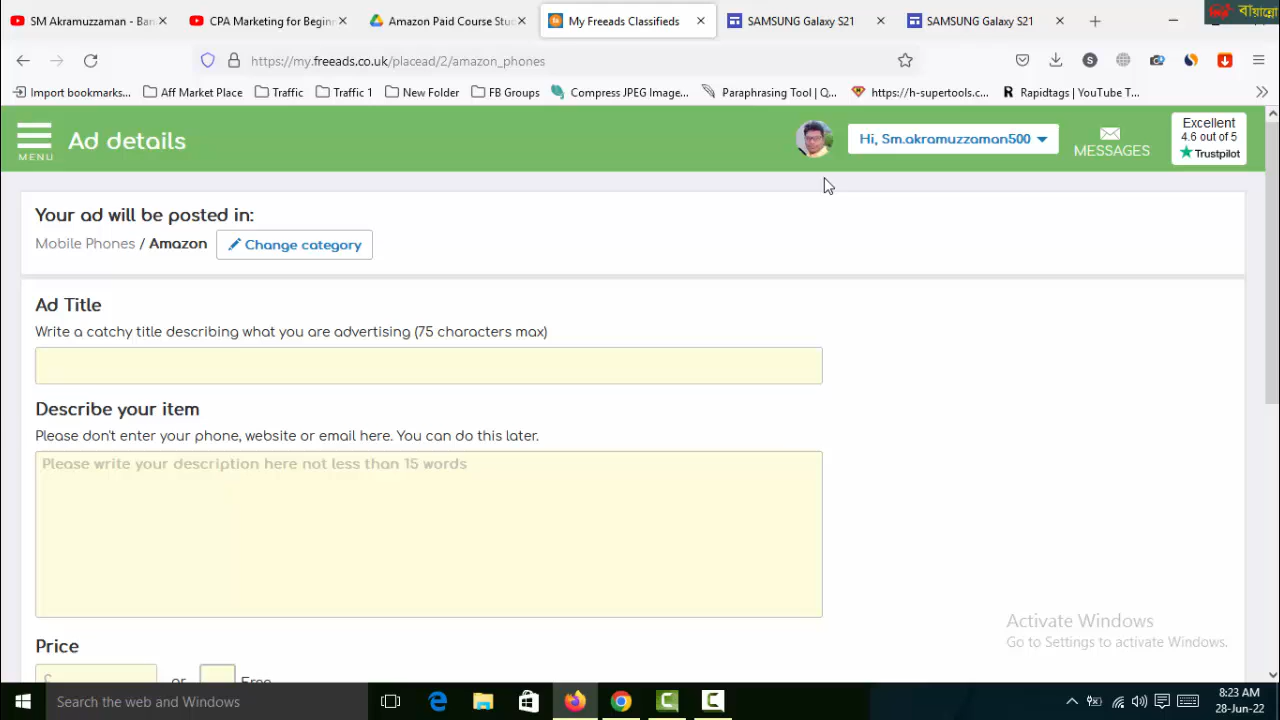 SM Akramuzzaman - Ban
CPA Marketing for Beginn
Amazon Paid Course Stu
My Freeads Classifieds
SAMSUNG Galaxy S21
SAMSUNG Galaxy S21
বায়ান্নো
https://my.freeads.co.uk/placead/2/amazon_phones
Import bookmarks...
Aff Market Place
Traffic
Traffic 1
New Folder
FB Groups
Compress JPEG Image...
Paraphrasing Tool | Q...
https://h-supertools.c...
Rapidtags | YouTube T...
MENU
Ad details
Hi, Sm.akramuzzaman500
MESSAGES
Excellent
4.6 out of 5
Trustpilot
Your ad will be posted in:
Mobile Phones / Amazon
Change category
Ad Title
Write a catchy title describing what you are advertising (75 characters max)
Describe your item
Please don't enter your phone, website or email here. You can do this later.
Please write your description here not less than 15 words
Price
£
or
Free
Activate Windows
Go to Settings to activate Windows.
Search the web and Windows
8:23 AM
28-Jun-22